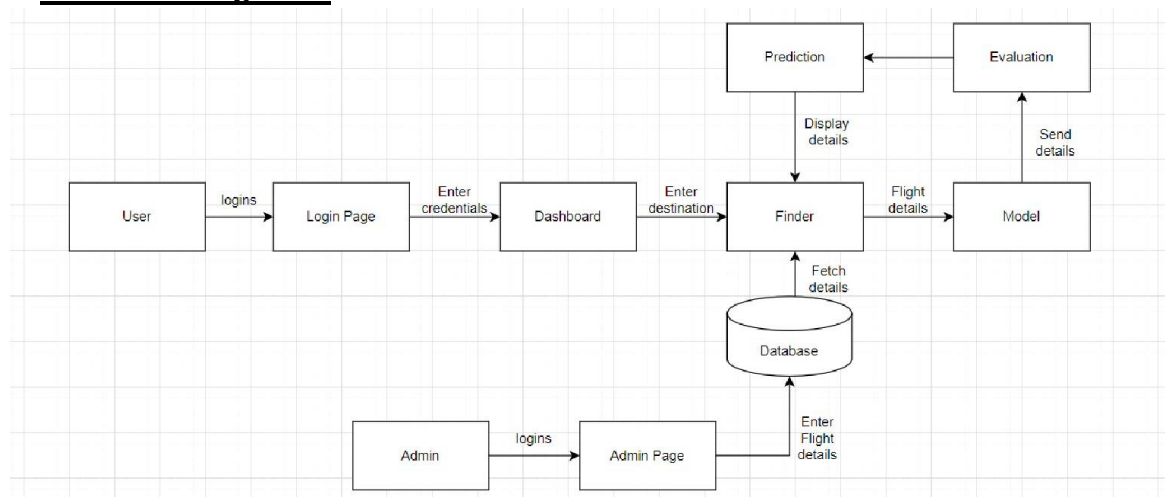 Prediction
Evaluation
Display
details
Send
details
User
logins
Login Page
Enter
credentials
Dashboard
Enter
destination
Finder
Flight
details
Model
Fetch
details
Database
Admin
logins
Admin Page
Enter
Flight
details